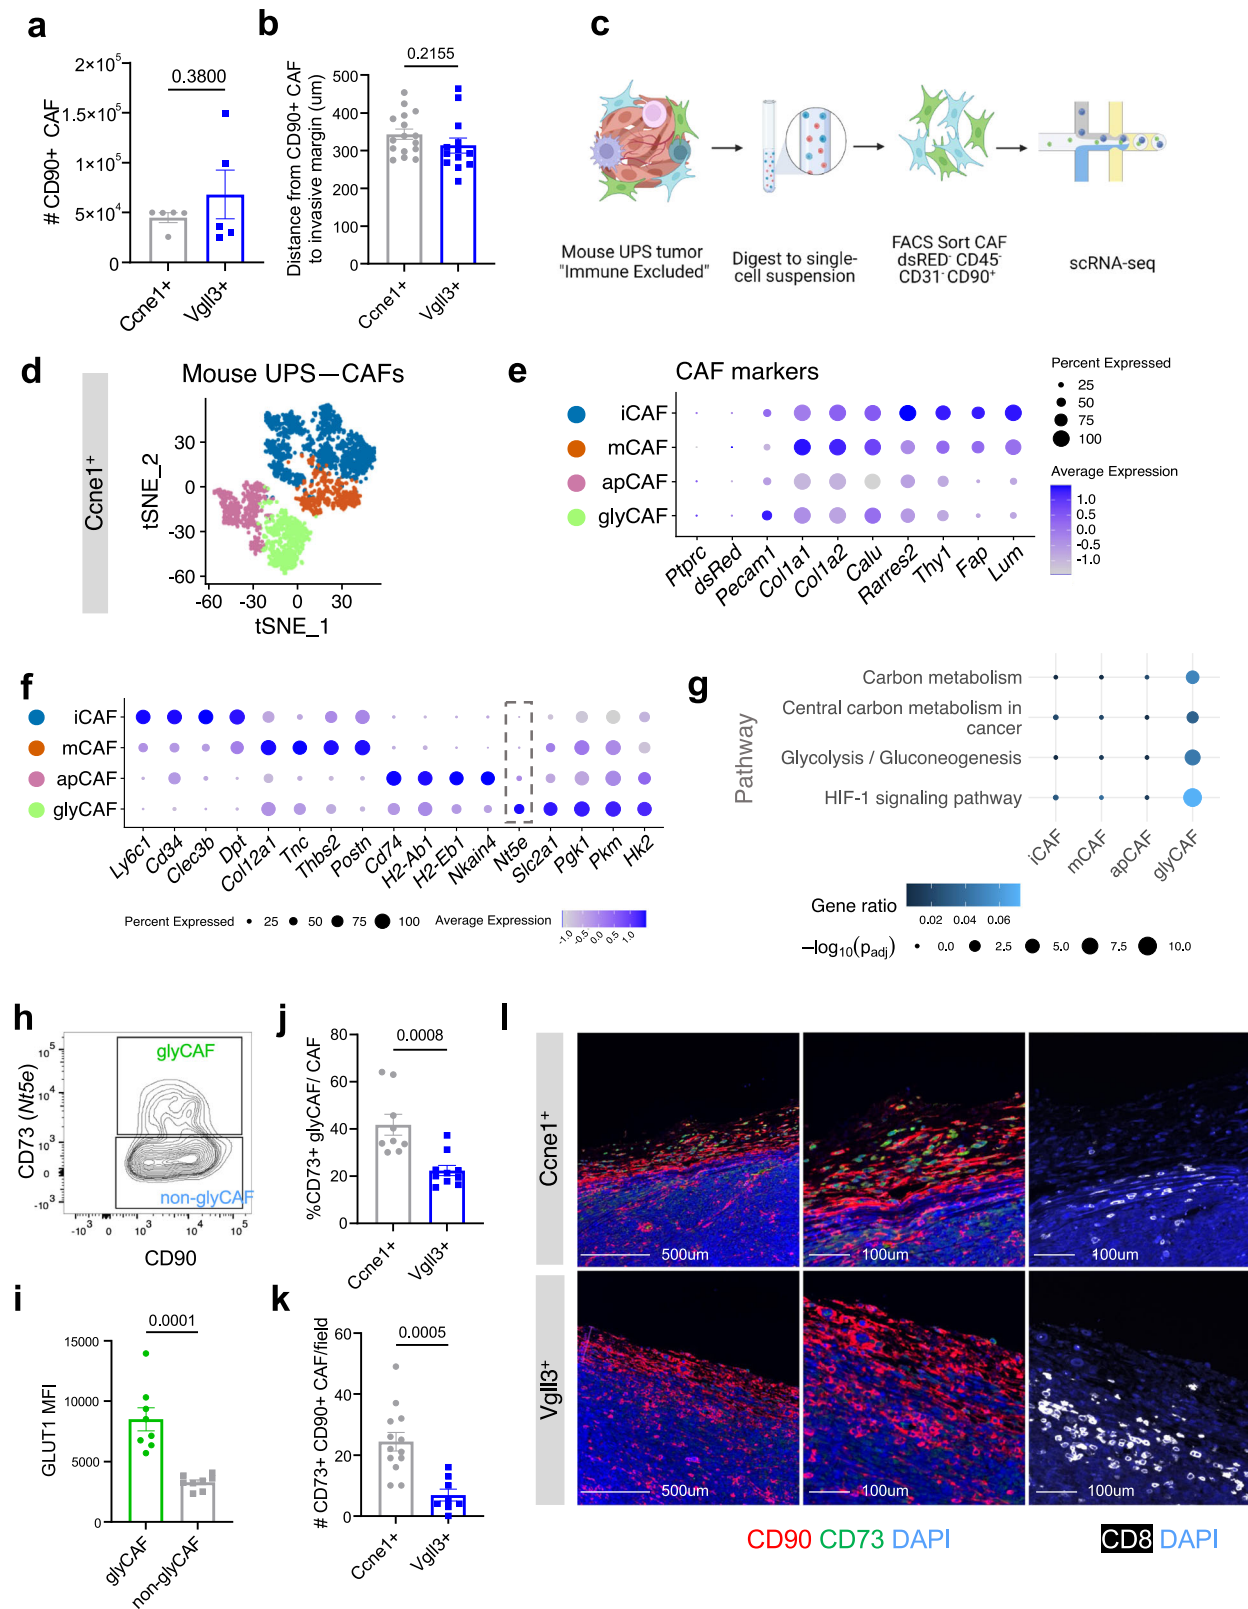 a
# CD90+ CAF
2×10⁵
1.5×10⁵
1×10⁵
5×10⁴
0
0.3800
Ccne1+
Vgll3+
b
Distance from CD90+ CAF
to invasive margin (um)
500
400
300
200
100
0
0.2155
Ccne1+
Vgll3+
c
Mouse UPS tumor
"Immune Excluded"
Digest to single-
cell suspension
FACS Sort CAF
dsRED⁻ CD45⁻
CD31⁻ CD90⁺
scRNA-seq
d
Ccne1⁺
Mouse UPS—CAFs
tSNE_2
30
0
-30
-60
-60
-30
0
30
tSNE_1
e
CAF markers
iCAF
mCAF
apCAF
glyCAF
Ptprc
dsRed
Pecam1
Col1a1
Col1a2
Calu
Rarres2
Thy1
Fap
Lum
Percent Expressed
25
50
75
100
Average Expression
1.0
0.5
0.0
-0.5
-1.0
f
iCAF
mCAF
apCAF
glyCAF
Ly6c1
Cd34
Clec3b
Dpt
Col12a1
Tnc
Thbs2
Postn
Cd74
H2-Ab1
H2-Eb1
Nkain4
Nt5e
Slc2a1
Pgk1
Pkm
Hk2
Percent Expressed
25
50
75
100
Average Expression
-1.0
-0.5
0.0
0.5
1.0
g
Pathway
Carbon metabolism
Central carbon metabolism in
cancer
Glycolysis / Gluconeogenesis
HIF-1 signaling pathway
iCAF
mCAF
apCAF
glyCAF
Gene ratio
0.02 0.04 0.06
−log₁₀(p_adj)
0.0
2.5
5.0
7.5
10.0
h
CD73 (Nt5e)
10⁵
10⁴
10³
0
-10³
glyCAF
non-glyCAF
-10³ 0 10³ 10⁴ 10⁵
CD90
j
%CD73+ glyCAF/ CAF
80
60
40
20
0
0.0008
Ccne1+
Vgll3+
l
Ccne1⁺
500um
100um
100um
Vgll3⁺
500um
100um
100um
CD90 CD73 DAPI
CD8 DAPI
i
GLUT1 MFI
15000
10000
5000
0
0.0001
glyCAF
non-glyCAF
k
# CD73+ CD90+ CAF/field
60
40
20
0
0.0005
Ccne1+
Vgll3+